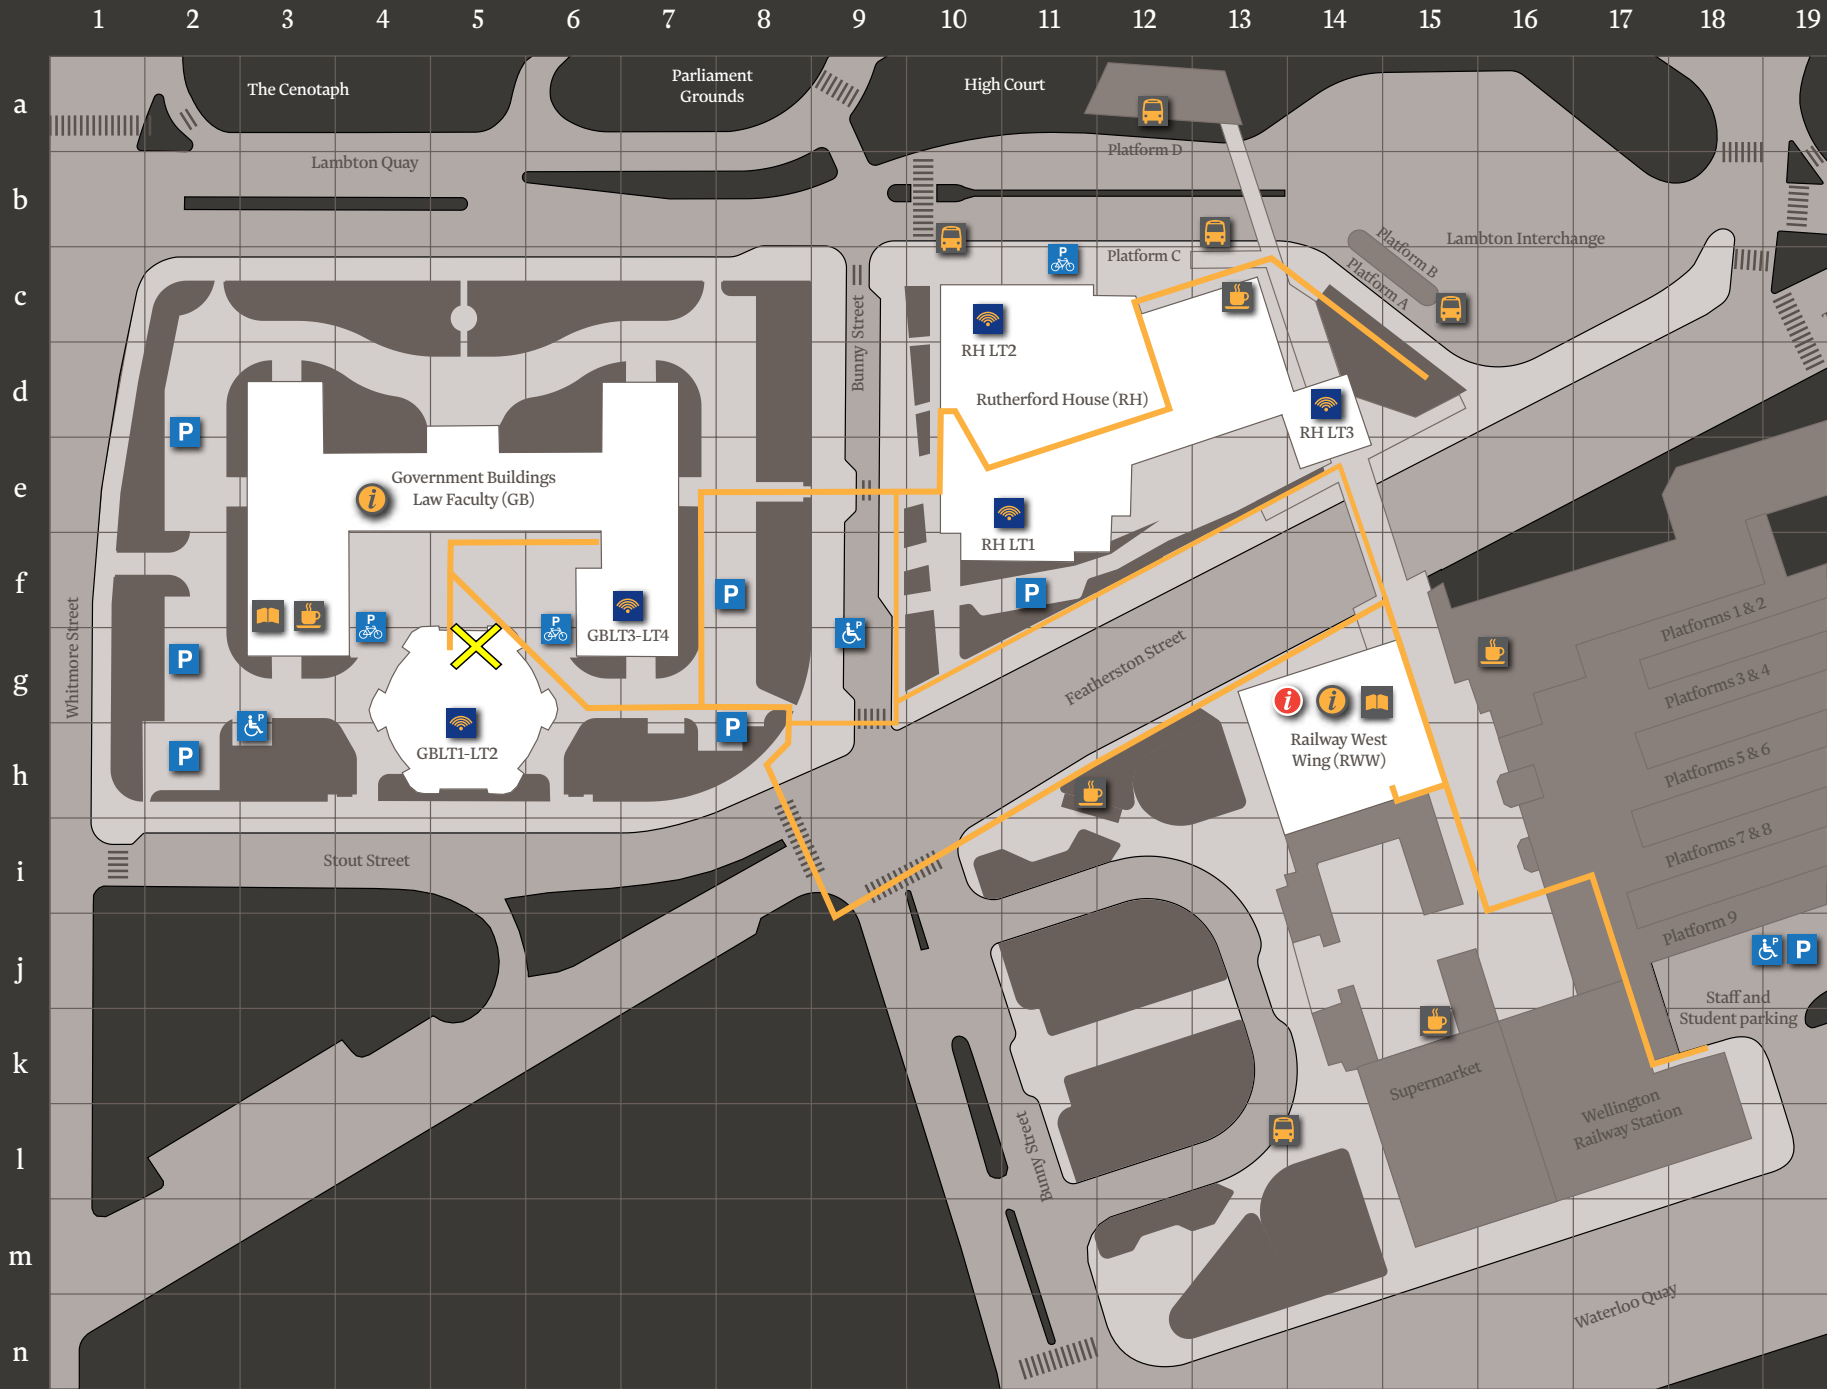 1 2 3 4 5 6 7 8 9 10 11 12 13 14 15 16 17 18 19
a
b
c
d
e
f
g
h
i
j
k
l
m
n
The Cenotaph
Parliament
Grounds
High Court
Lambton Quay
Platform D
Platform C
Platform B
Platform A
Lambton Interchange
Bunny Street
RH LT2
Rutherford House (RH)
RH LT3
P
Government Buildings
Law Faculty (GB)
i
RH LT1
P
P
P
P
GBLT3-LT4
P
Whitmore Street
P
P
Featherston Street
Platforms 1 & 2
Platforms 3 & 4
Platforms 5 & 6
Platforms 7 & 8
Platform 9
i
i
Railway West
Wing (RWW)
P
P
GBLT1-LT2
P
Stout Street
P
P
Staff and
Student parking
Supermarket
Wellington
Railway Station
Bunny Street
Waterloo Quay